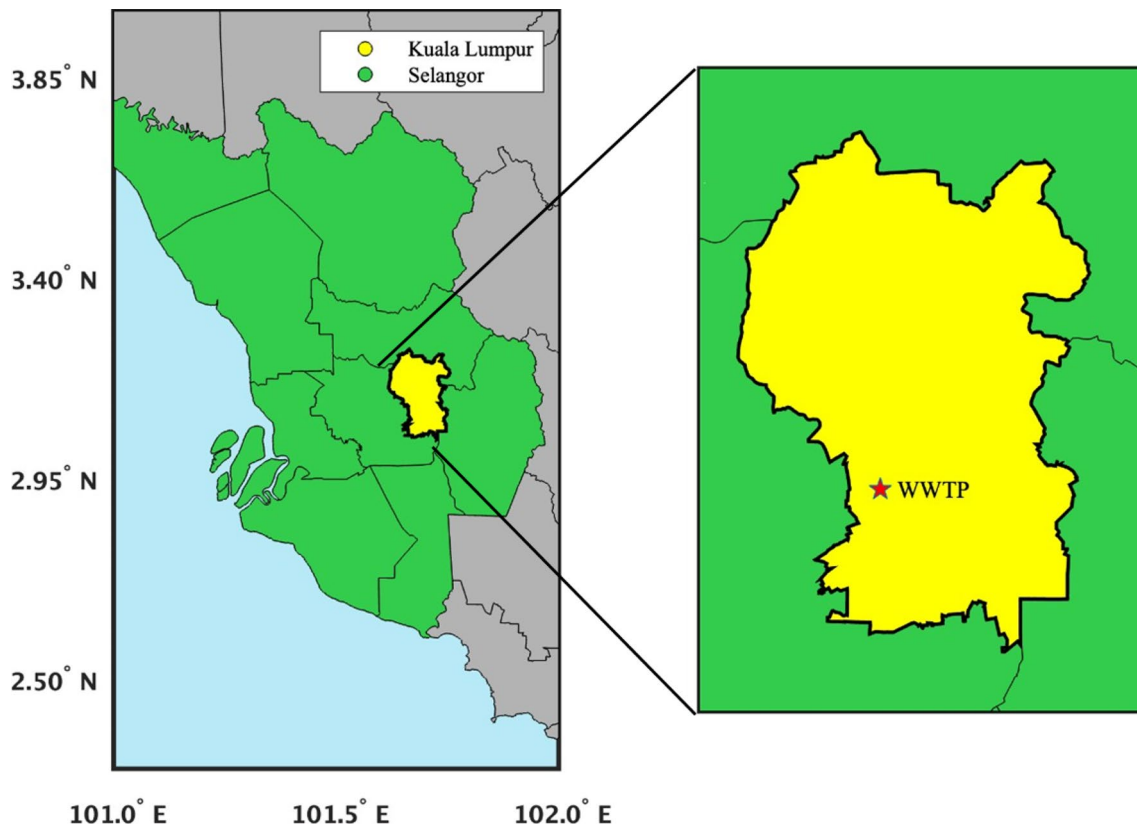 Kuala Lumpur
Selangor
3.85° N
3.40° N
2.95° N
2.50° N
101.0° E
101.5° E
102.0° E
WWTP